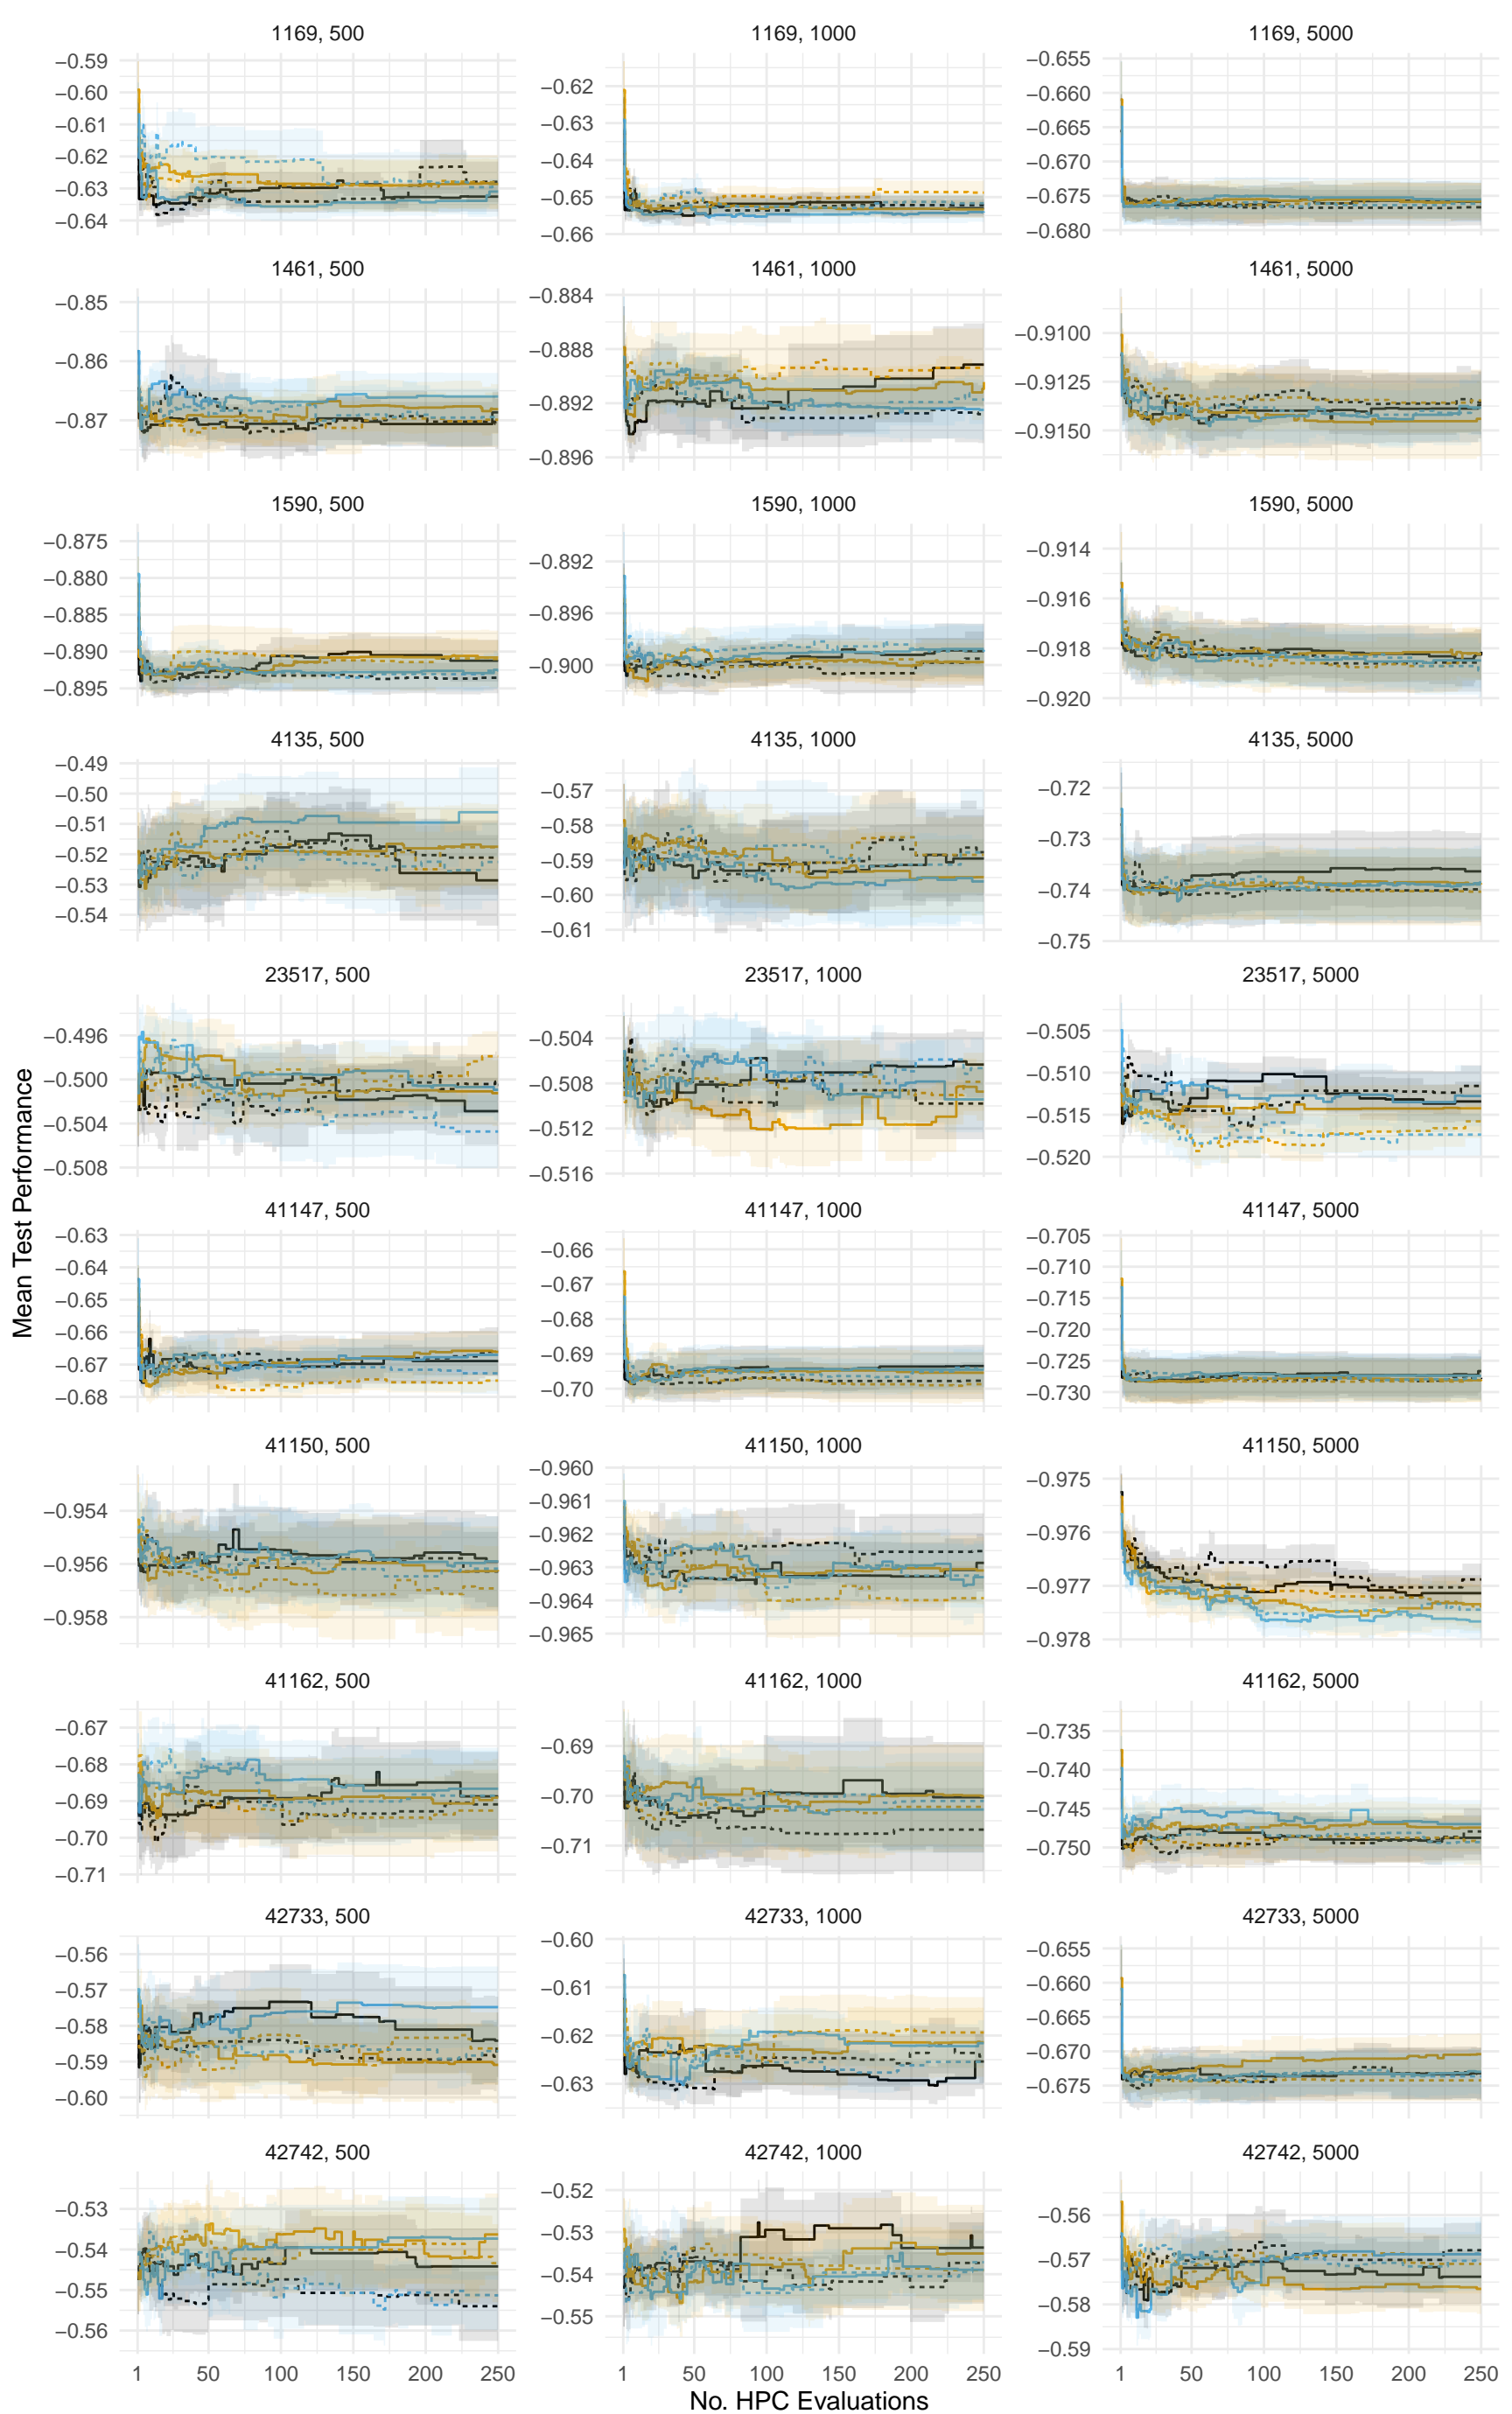 1169, 500 1169, 1000 1169, 5000
−0.59 −0.60 −0.61 −0.62 −0.63 −0.64
−0.62 −0.63 −0.64 −0.65 −0.66
−0.655 −0.660 −0.665 −0.670 −0.675 −0.680
1461, 500 1461, 1000 1461, 5000
−0.85 −0.86 −0.87
−0.884 −0.888 −0.892 −0.896
−0.9100 −0.9125 −0.9150
1590, 500 1590, 1000 1590, 5000
−0.875 −0.880 −0.885 −0.890 −0.895
−0.892 −0.896 −0.900
−0.914 −0.916 −0.918 −0.920
4135, 500 4135, 1000 4135, 5000
−0.49 −0.50 −0.51 −0.52 −0.53 −0.54
−0.57 −0.58 −0.59 −0.60 −0.61
−0.72 −0.73 −0.74 −0.75
23517, 500 23517, 1000 23517, 5000
−0.496 −0.500 −0.504 −0.508
−0.504 −0.508 −0.512 −0.516
−0.505 −0.510 −0.515 −0.520
Mean Test Performance
41147, 500 41147, 1000 41147, 5000
−0.63 −0.64 −0.65 −0.66 −0.67 −0.68
−0.66 −0.67 −0.68 −0.69 −0.70
−0.705 −0.710 −0.715 −0.720 −0.725 −0.730
41150, 500 41150, 1000 41150, 5000
−0.954 −0.956 −0.958
−0.960 −0.961 −0.962 −0.963 −0.964 −0.965
−0.975 −0.976 −0.977 −0.978
41162, 500 41162, 1000 41162, 5000
−0.67 −0.68 −0.69 −0.70 −0.71
−0.69 −0.70 −0.71
−0.735 −0.740 −0.745 −0.750
42733, 500 42733, 1000 42733, 5000
−0.56 −0.57 −0.58 −0.59 −0.60
−0.60 −0.61 −0.62 −0.63
−0.655 −0.660 −0.665 −0.670 −0.675
42742, 500 42742, 1000 42742, 5000
−0.53 −0.54 −0.55 −0.56
−0.52 −0.53 −0.54 −0.55
−0.56 −0.57 −0.58 −0.59
1 50 100 150 200 250 1 50 100 150 200 250 1 50 100 150 200 250
No. HPC Evaluations